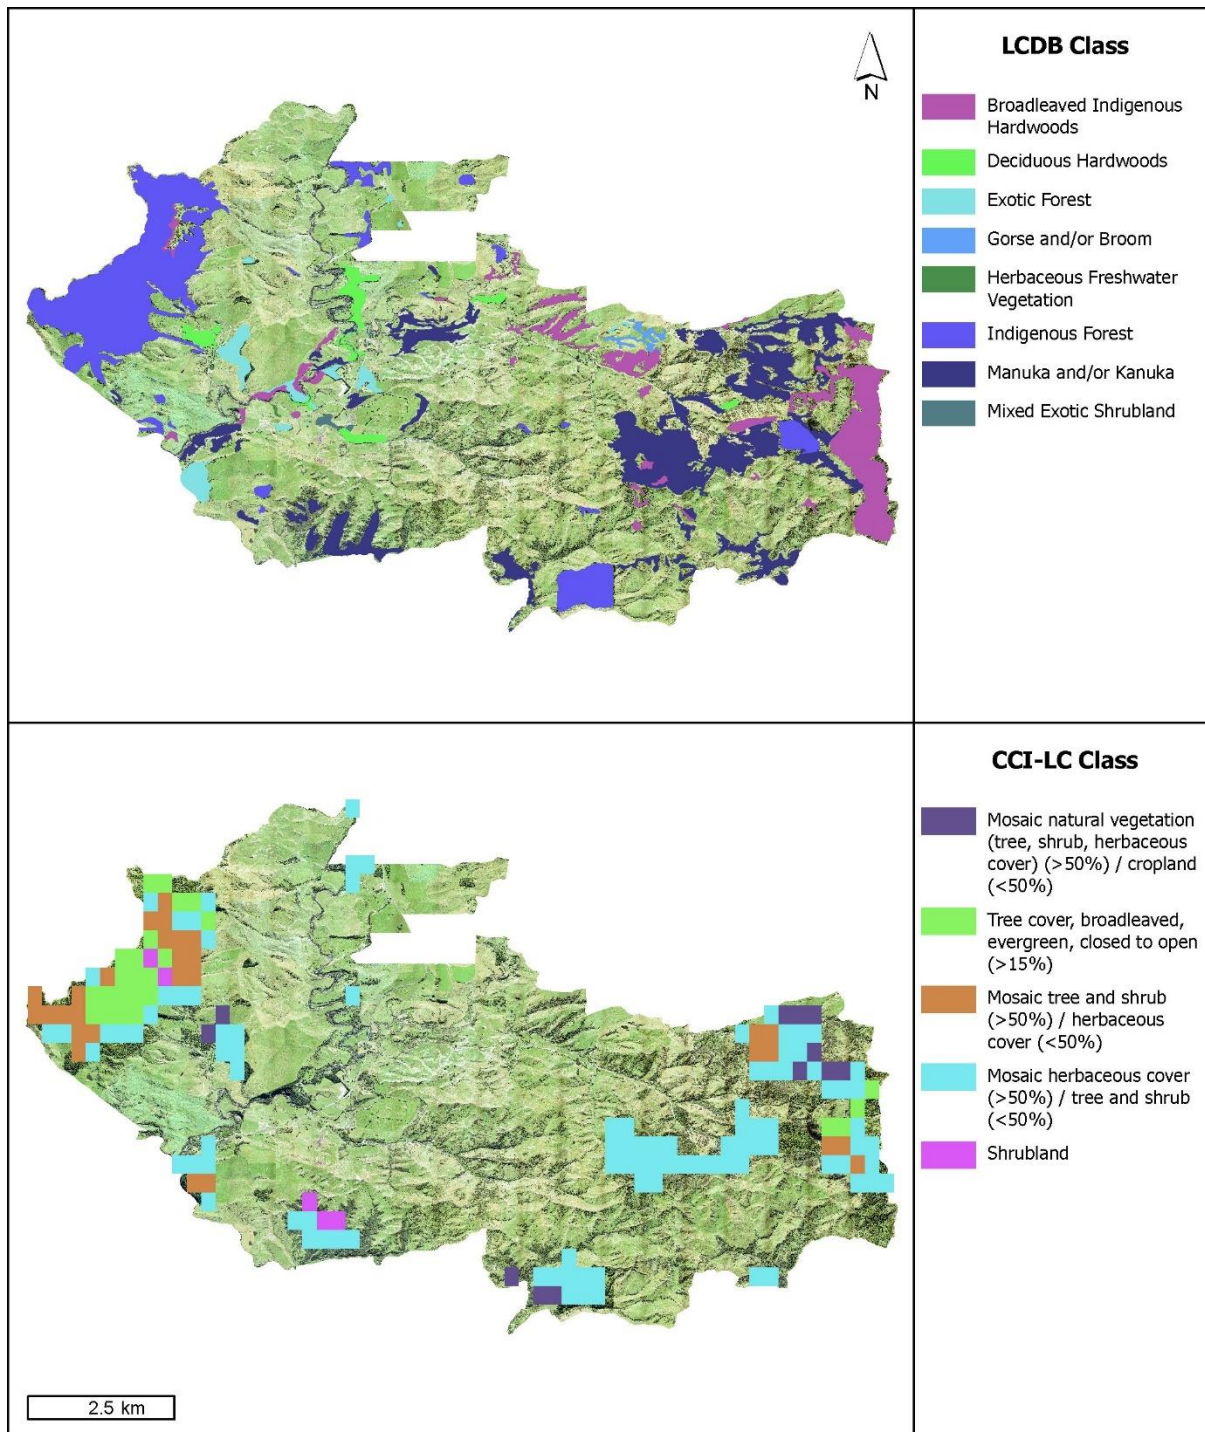 N
LCDB Class
Broadleaved Indigenous
Hardwoods
Deciduous Hardwoods
Exotic Forest
Gorse and/or Broom
Herbaceous Freshwater
Vegetation
Indigenous Forest
Manuka and/or Kanuka
Mixed Exotic Shrubland
CCI-LC Class
Mosaic natural vegetation
(tree, shrub, herbaceous
cover) (>50%) / cropland
(<50%)
Tree cover, broadleaved,
evergreen, closed to open
(>15%)
Mosaic tree and shrub
(>50%) / herbaceous
cover (<50%)
Mosaic herbaceous cover
(>50%) / tree and shrub
(<50%)
Shrubland
2.5 km